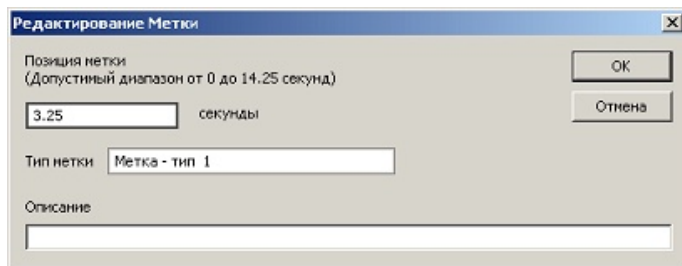 Редактирование Метки
Позиция метки
(Допустимый диапазон от 0 до 14.25 секунд)
OK
3.25 секунды
Отмена
Тип метки Метка - тип 1
Описание